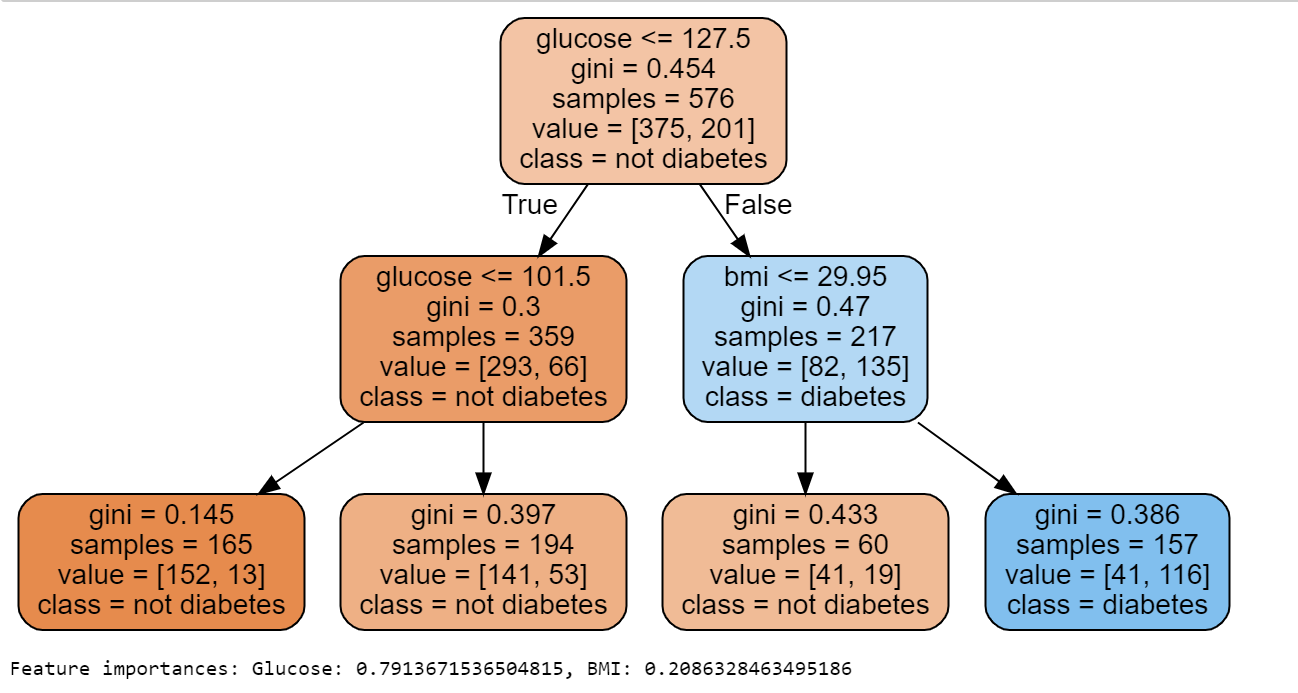 glucose <= 127.5
gini = 0.454
samples = 576
value = [375, 201]
class = not diabetes
True
False
glucose <= 101.5
gini = 0.3
samples = 359
value = [293, 66]
class = not diabetes
bmi <= 29.95
gini = 0.47
samples = 217
value = [82, 135]
class = diabetes
gini = 0.145
samples = 165
value = [152, 13]
class = not diabetes
gini = 0.397
samples = 194
value = [141, 53]
class = not diabetes
gini = 0.433
samples = 60
value = [41, 19]
class = not diabetes
gini = 0.386
samples = 157
value = [41, 116]
class = diabetes
Feature importances: Glucose: 0.7913671536504815, BMI: 0.2086328463495186